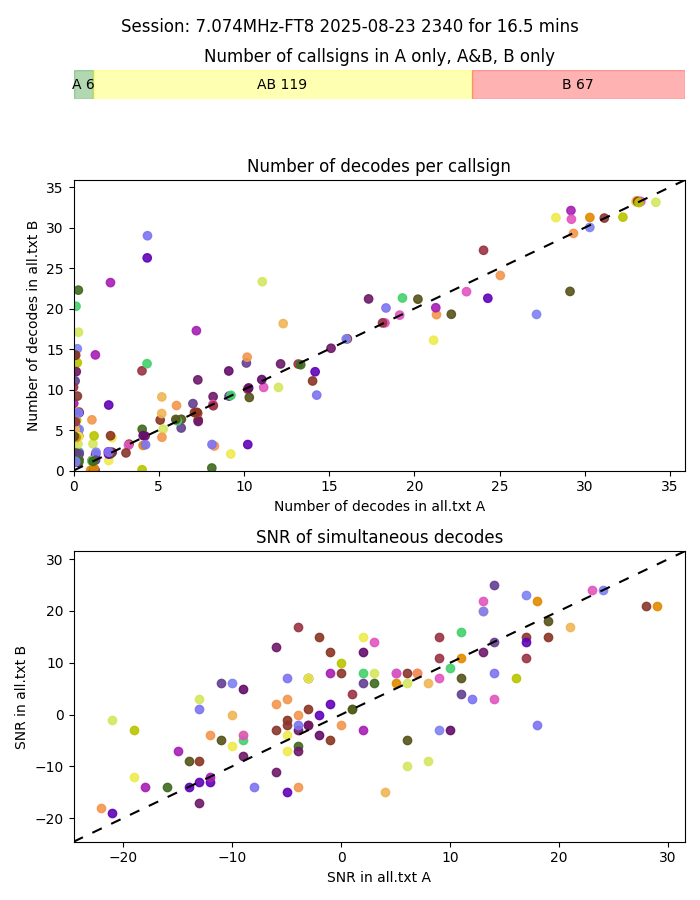 Session: 7.074MHz-FT8 2025-08-23 2340 for 16.5 mins
Number of callsigns in A only, A&B, B only
A 6 AB 119 B 67
Number of decodes per callsign
35
30
25
20
15
10
5
0
Number of decodes in all.txt B
0 5 10 15 20 25 30 35
Number of decodes in all.txt A
SNR of simultaneous decodes
30
20
10
0
−10
−20
SNR in all.txt B
−20 −10 0 10 20 30
SNR in all.txt A